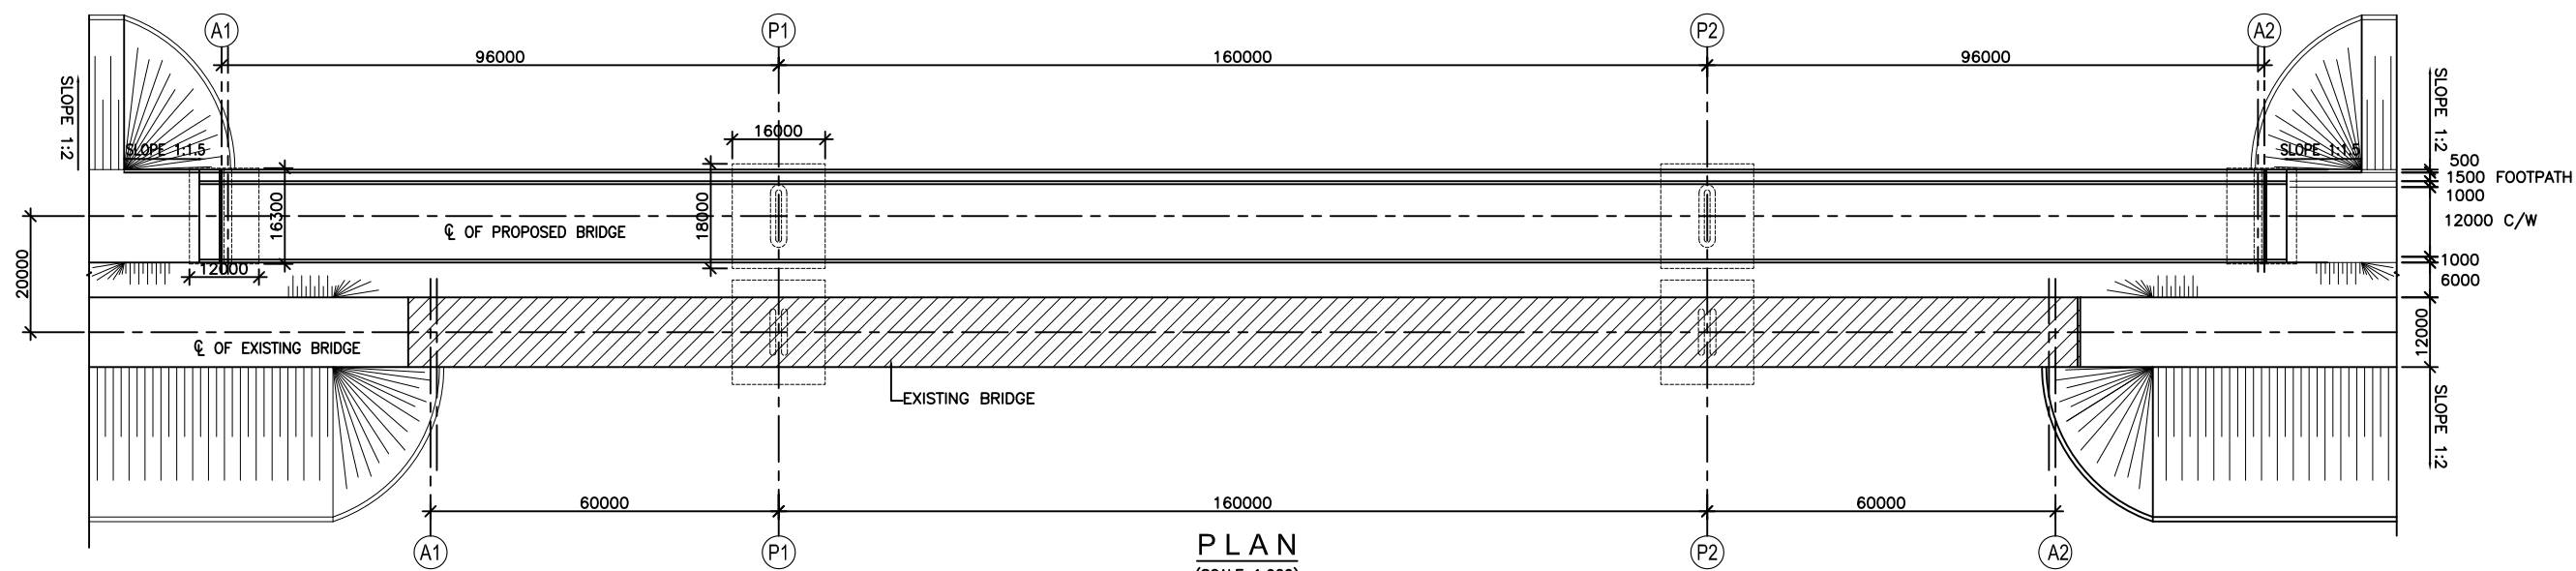 A1
P1
P2
A2
96000
160000
96000
SLOPE 1:2
SLOPE 1:2
16000
SLOPE 1:1.5
SLOPE 1:1.5
500
1500 FOOTPATH
1000
12000 C/W
16300
18000
℄ OF PROPOSED BRIDGE
20000
12000
1000
6000
12000
℄ OF EXISTING BRIDGE
EXISTING BRIDGE
SLOPE 1:2
60000
160000
60000
A1
P1
P2
A2
PLAN